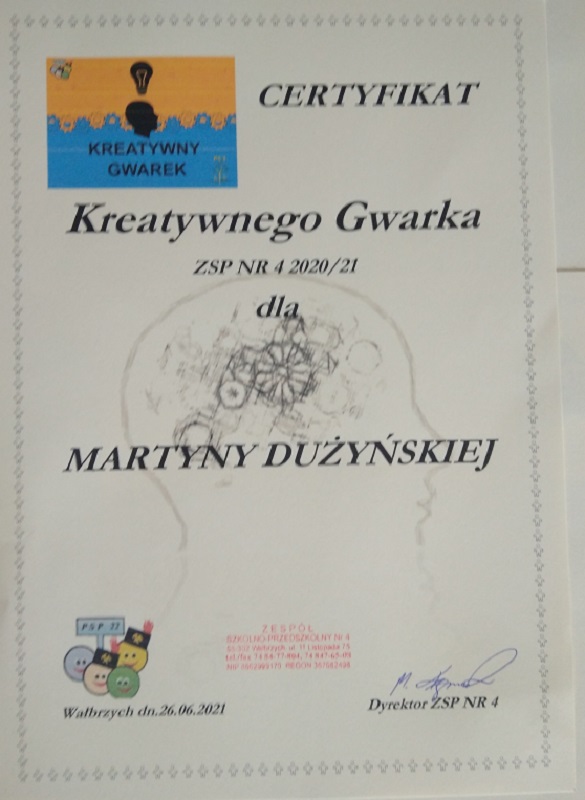 CERTYFIKAT
KREATYWNY
GWAREK
Kreatywnego Gwarka
ZSP NR 4 2020/21
dla
MARTYNY DUŻYŃSKIEJ
PSP 27
ZESPÓŁ
SZKOLNO-PRZEDSZKOLNY NR 4
Wałbrzych dn.26.06.2021
Dyrektor ZSP NR 4